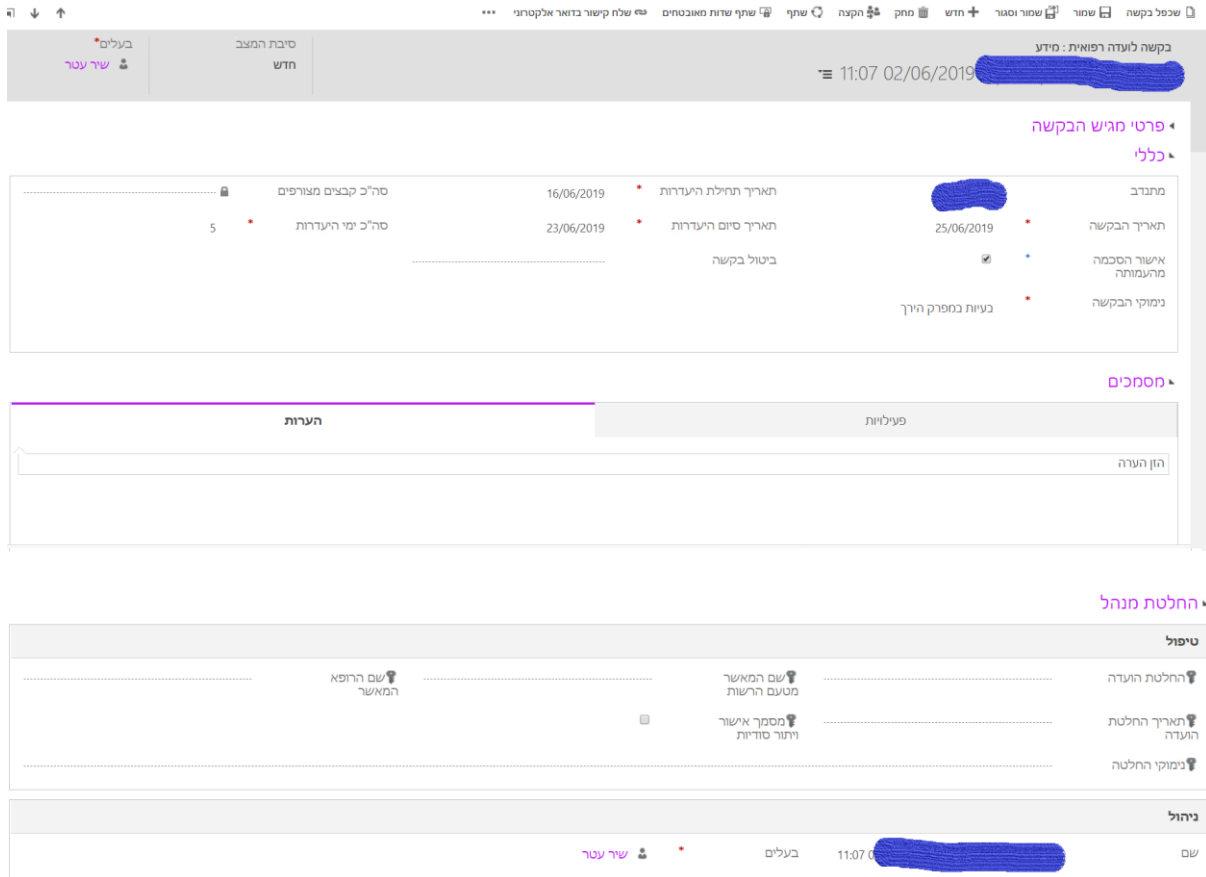 שכפל בקשה שמור שמור וסגור חדש מחק הקצה שתף שתף שדות מאובטחים שלח קישור בדואר אלקטרוני •••
בקשה לועדה רפואית : מידע
11:07 02/06/2019
סיבת המצב
חדש
בעלים*
שיר עטר
פרטי מגיש הבקשה
כללי
מתנדב תאריך תחילת היעדרות * 16/06/2019 סה"כ קבצים מצורפים
תאריך הבקשה * 25/06/2019 תאריך סיום היעדרות * 23/06/2019 סה"כ ימי היעדרות * 5
אישור הסכמה מהעמותה * ביטול בקשה
נימוקי הבקשה * בעיות במפרק הירך
מסמכים
פעילויות הערות
הזן הערה
החלטת מנהל
טיפול
החלטת הועדה שם המאשר מטעם הרשות שם הרופא המאשר
תאריך החלטת הועדה מסמך אישור ויתור סודיות
נימוקי החלטה
ניהול
שם 11:07 בעלים * שיר עטר